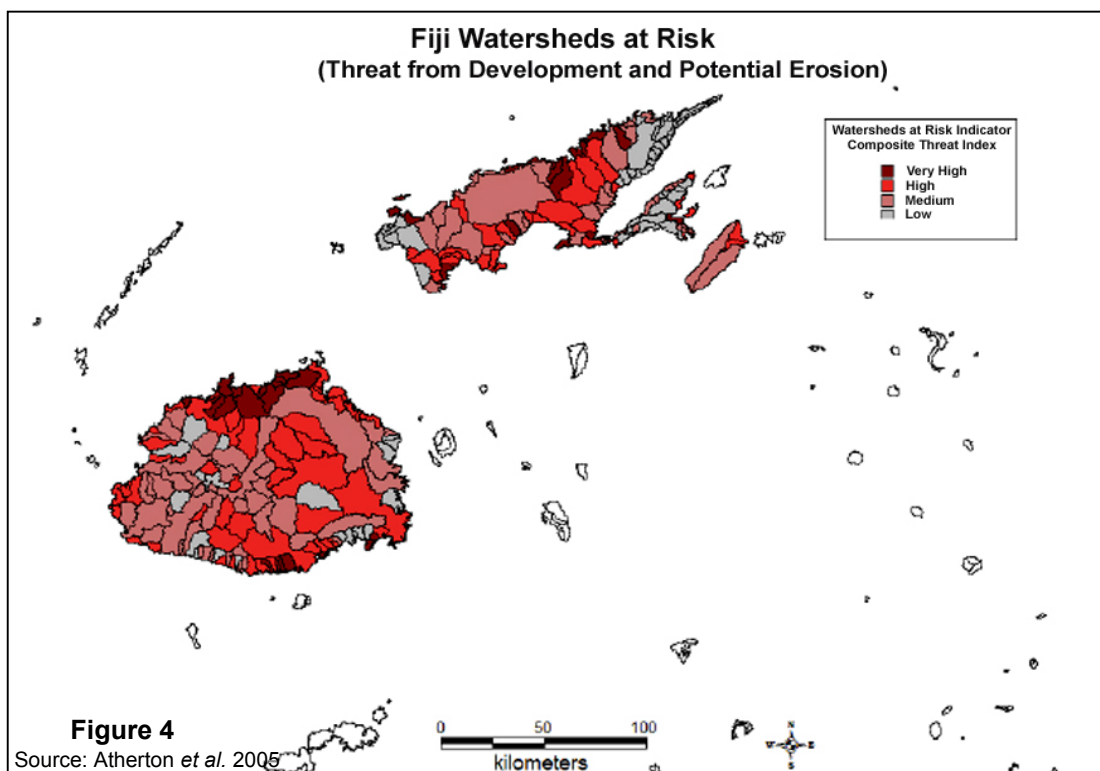 Fiji Watersheds at Risk
(Threat from Development and Potential Erosion)
Watersheds at Risk Indicator
Composite Threat Index
Very High
High
Medium
Low
Figure 4
Source: Atherton et al. 2005
0 50 100
kilometers
N
W E
S